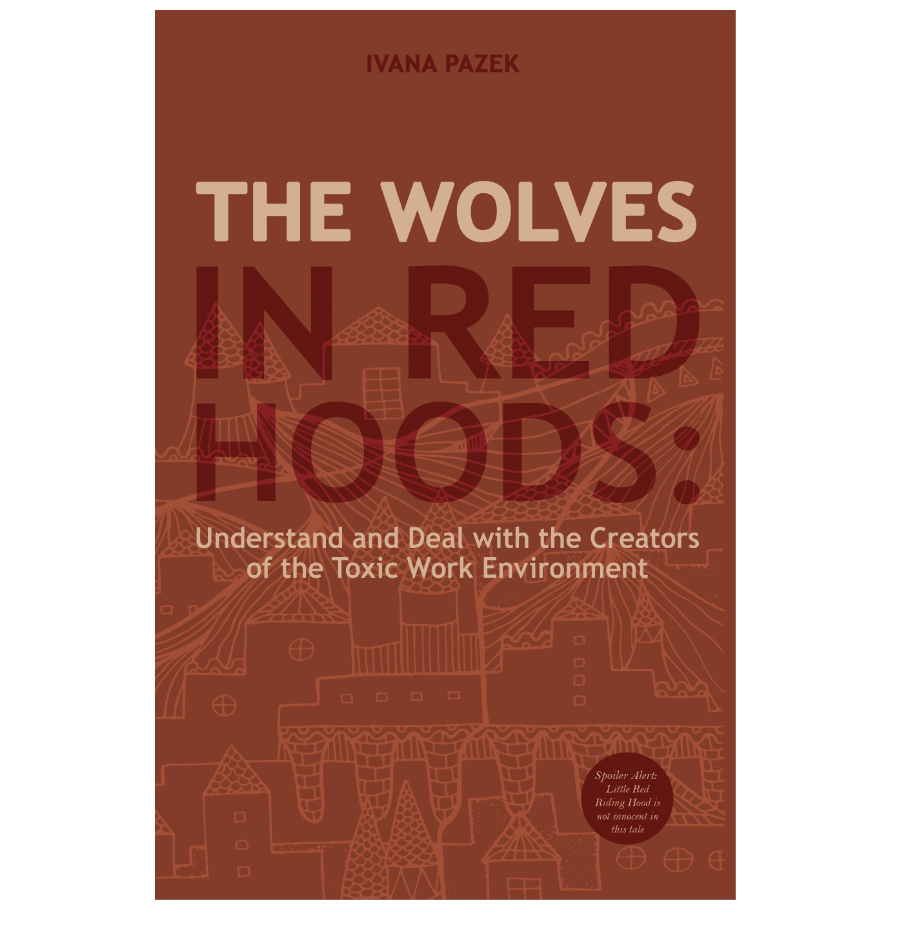 IVANA PAZEK
THE WOLVES
IN RED
HOODS:
Understand and Deal with the Creators
of the Toxic Work Environment
Spoiler Alert:
Little Red
Riding Hood is
not innocent in
this tale